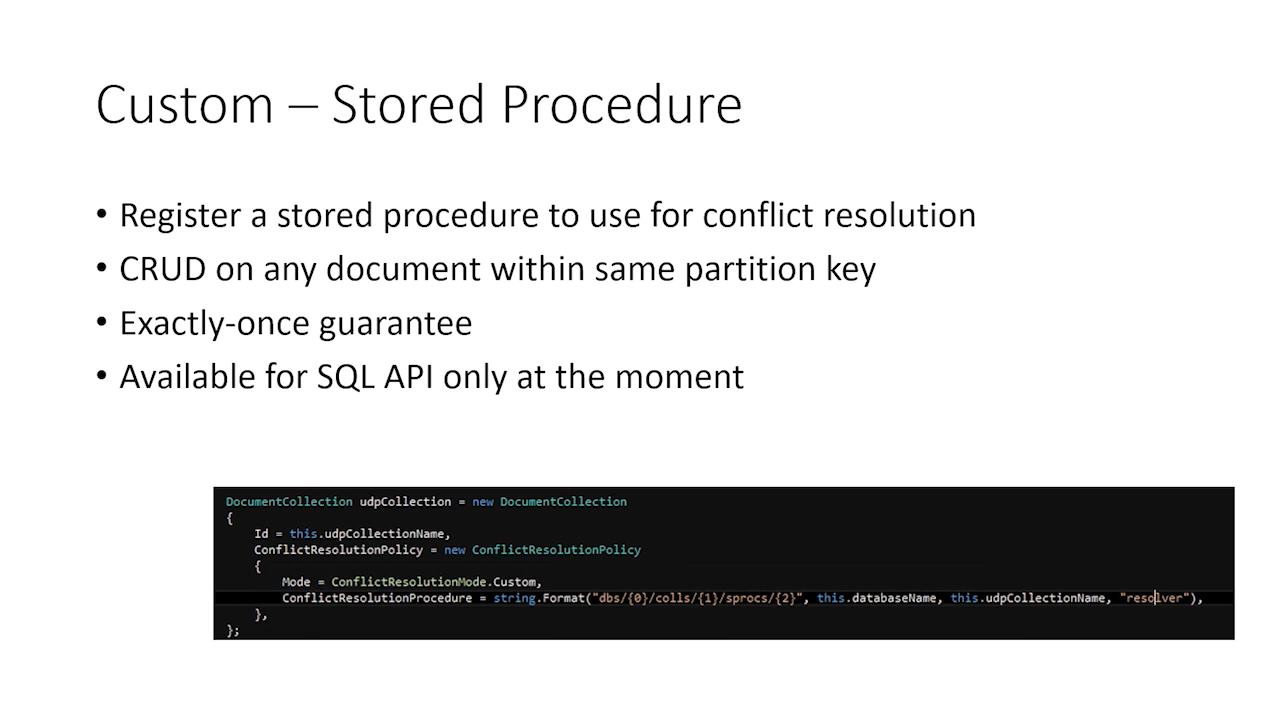 Custom – Stored Procedure
• Register a stored procedure to use for conflict resolution
• CRUD on any document within same partition key
• Exactly-once guarantee
• Available for SQL API only at the moment
DocumentCollection udpCollection = new DocumentCollection
{
    Id = this.udpCollectionName,
    ConflictResolutionPolicy = new ConflictResolutionPolicy
    {
        Mode = ConflictResolutionMode.Custom,
        ConflictResolutionProcedure = string.Format("dbs/{0}/colls/{1}/sprocs/{2}", this.databaseName, this.udpCollectionName, "resolver"),
    },
};